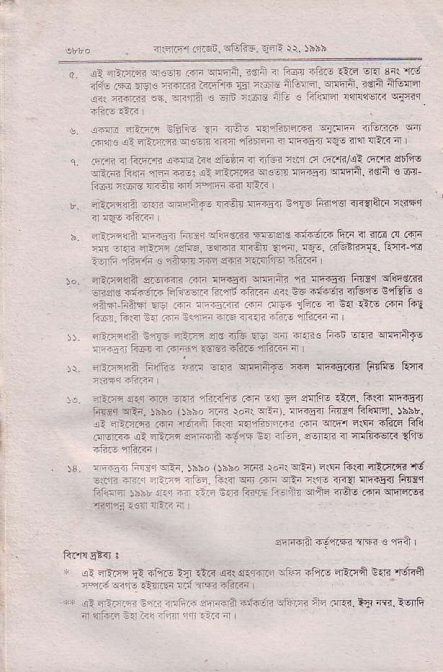 ৩৮৮০ বাংলাদেশ গেজেট, অতিরিক্ত, জুলাই ২২, ১৯৯৯
৫। এই লাইসেন্সের আওতায় কোন আমদানী, রপ্তানী বা বিক্রয় করিতে হইলে তাহা ৪নং শর্তে
বর্ণিত ক্ষেত্র ছাড়াও সরকারের বৈদেশিক মুদ্রা সংক্রান্ত নীতিমালা, আমদানী, রপ্তানী নীতিমালা
এবং সরকারের শুল্ক, আবগারী ও ভ্যাট সংক্রান্ত নীতি ও বিধিমালা যথাযথভাবে অনুসরণ
করিতে হইবে।
৬। একমাত্র লাইসেন্সে উল্লিখিত স্থান ব্যতীত মহাপরিচালকের অনুমোদন ব্যতিরেকে অন্য
কোথাও এই লাইসেন্সের আওতায় ব্যবসা পরিচালনা বা মাদকদ্রব্য মজুত রাখা যাইবে না।
৭। দেশের বা বিদেশের একমাত্র বৈধ প্রতিষ্ঠান বা ব্যক্তির সংগে সে দেশের/এই দেশের প্রচলিত
আইনের বিধান পালন করতঃ এই লাইসেন্সের আওতায় মাদকদ্রব্য আমদানী, রপ্তানী ও ক্রয়-
বিক্রয় সংক্রান্ত যাবতীয় কার্য সম্পাদন করা যাইবে।
৮। লাইসেন্সধারী তাহার আমদানীকৃত যাবতীয় মাদকদ্রব্য উপযুক্ত নিরাপত্তা ব্যবস্থাধীনে সংরক্ষণ
বা মজুত করিবেন।
৯। লাইসেন্সধারী মাদকদ্রব্য নিয়ন্ত্রণ অধিদপ্তরের ক্ষমতাপ্রাপ্ত কর্মকর্তাকে দিনে বা রাত্রে যে কোন
সময় তাহার লাইসেন্স প্রেমিজ, তথাকার যাবতীয় স্থাপনা, মজুত, রেজিষ্টারসমূহ, হিসাব-পত্র
ইত্যাদি পরিদর্শন ও পরীক্ষায় সকল প্রকার সহযোগিতা করিবেন।
১০। লাইসেন্সধারী প্রত্যেকবার কোন মাদকদ্রব্য আমদানীর পর মাদকদ্রব্য নিয়ন্ত্রণ অধিদপ্তরের
ভারপ্রাপ্ত কর্মকর্তাকে লিখিতভাবে রিপোর্ট করিবেন এবং উক্ত কর্মকর্তার ব্যক্তিগত উপস্থিতি ও
পরীক্ষা-নিরীক্ষা ছাড়া কোন মাদকদ্রব্যের কোন মোড়ক খুলিতে বা উহা হইতে কোন কিছু
বিক্রয়, কিংবা উহা কোন উৎপাদন কাজে ব্যবহার করিতে পারিবেন না।
১১। লাইসেন্সধারী উপযুক্ত লাইসেন্স প্রাপ্ত ব্যক্তি ছাড়া অন্য কাহারও নিকট তাহার আমদানীকৃত
মাদকদ্রব্য বিক্রয় বা কোনরূপ হস্তান্তর করিতে পারিবেন না।
১২। লাইসেন্সধারী নির্ধারিত ফরমে তাহার আমদানীকৃত সকল মাদকদ্রব্যের নিয়মিত হিসাব
সংরক্ষণ করিবেন।
১৩। লাইসেন্স গ্রহণ কালে তাহার পরিবেশিত কোন তথ্য ভুল প্রমাণিত হইলে, কিংবা মাদকদ্রব্য
নিয়ন্ত্রণ আইন, ১৯৯০ (১৯৯০ সনের ২০নং আইন), মাদকদ্রব্য নিয়ন্ত্রণ বিধিমালা, ১৯৯৮,
এই লাইসেন্সের কোন শর্তাবলী কিংবা মহাপরিচালকের কোন আদেশ লংঘন করিলে বিধি
মোতাবেক এই লাইসেন্স প্রদানকারী কর্তৃপক্ষ উহা বাতিল, প্রত্যাহার বা সাময়িকভাবে স্থগিত
করিতে পারিবেন।
১৪। মাদকদ্রব্য নিয়ন্ত্রণ আইন, ১৯৯০ (১৯৯০ সনের ২০নং আইন) লংঘন কিংবা লাইসেন্সের শর্ত
ভংগের কারণে লাইসেন্স বাতিল, কিংবা অন্য কোন আইন সংগত ব্যবস্থা মাদকদ্রব্য নিয়ন্ত্রণ
বিধিমালা ১৯৯৮ গ্রহণ করা হইলে উহার বিরুদ্ধে বিভাগীয় আপীল ব্যতীত কোন আদালতের
শরণাপন্ন হওয়া যাইবে না।
প্রদানকারী কর্তৃপক্ষের স্বাক্ষর ও পদবী।
বিশেষ দ্রষ্টব্য ঃ
* এই লাইসেন্স দুই কপিতে ইস্যু হইবে এবং গ্রহণকালে অফিস কপিতে লাইসেন্সী উহার শর্তাবলী
সম্পর্কে অবগত হইয়াছেন মর্মে স্বাক্ষর করিবেন।
** এই লাইসেন্সের উপরে বামদিকে প্রদানকারী কর্মকর্তার অফিসের সীল মোহর, ইস্যুর নম্বর, ইত্যাদি
না থাকিলে উহা বৈধ বলিয়া গণ্য হইবে না।